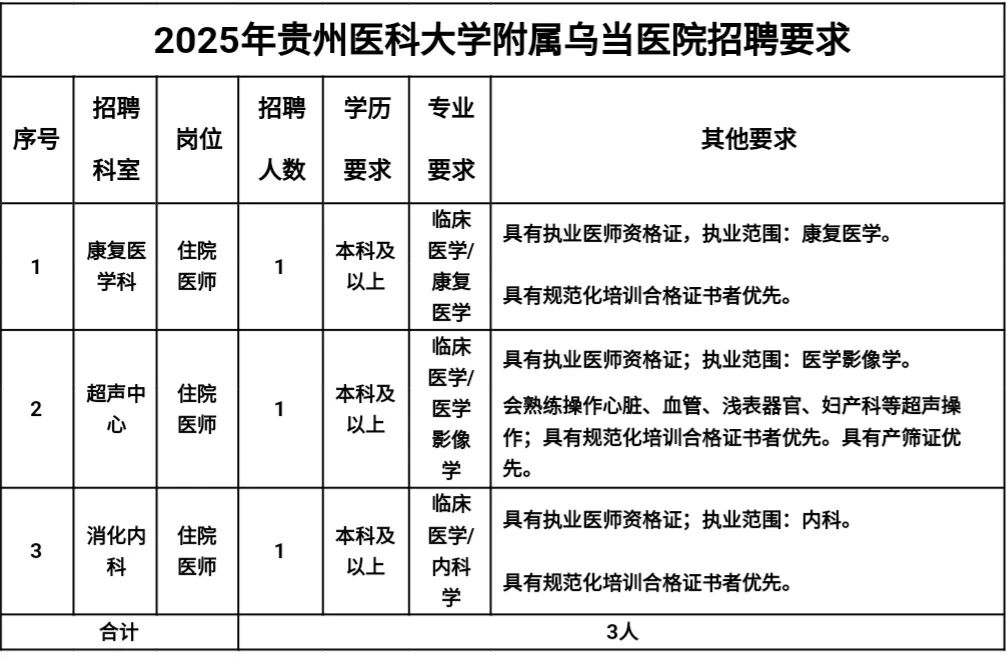 2025年贵州医科大学附属乌当医院招聘要求
序号
招聘
科室
岗位
招聘
人数
学历
要求
专业
要求
其他要求
1
康复医
学科
住院
医师
1
本科及
以上
临床
医学/
康复
医学
具有执业医师资格证，执业范围：康复医学。
具有规范化培训合格证书者优先。
2
超声中
心
住院
医师
1
本科及
以上
临床
医学/
医学
影像
学
具有执业医师资格证；执业范围：医学影像学。
会熟练操作心脏、血管、浅表器官、妇产科等超声操
作；具有规范化培训合格证书者优先。具有产筛证优
先。
3
消化内
科
住院
医师
1
本科及
以上
临床
医学/
内科
学
具有执业医师资格证；执业范围：内科。
具有规范化培训合格证书者优先。
合计
3人